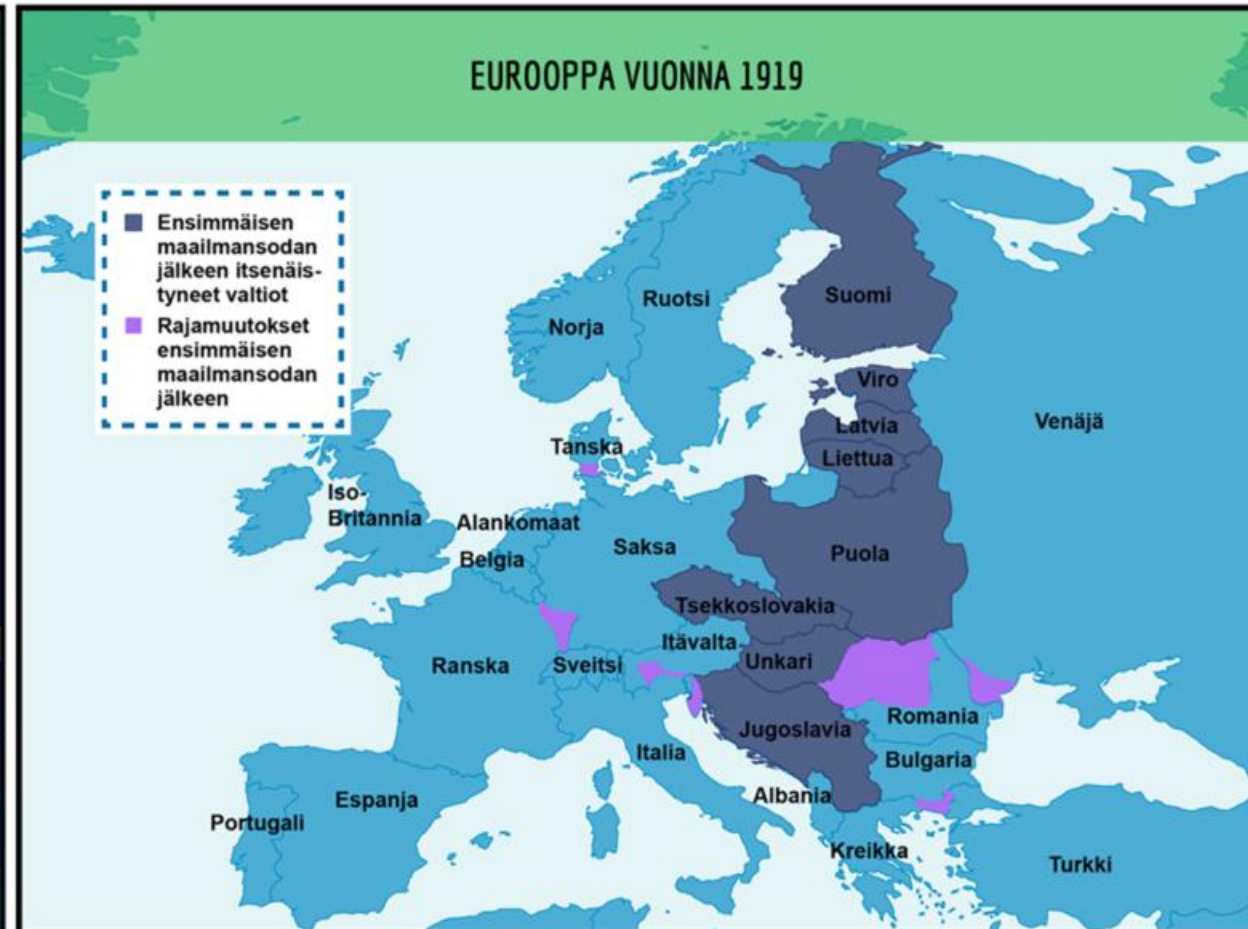 EUROOPPA VUONNA 1919
Ensimmäisen
maailmansodan
jälkeen itsenäis-
tyneet valtiot
Rajamuutokset
ensimmäisen
maailmansodan
jälkeen
Suomi
Ruotsi
Norja
Viro
Venäjä
Latvia
Tanska
Liettua
Iso-
Britannia
Alankomaat
Saksa
Puola
Belgia
Tsekkoslovakia
Itävalta
Ranska
Sveitsi
Unkari
Romania
Jugoslavia
Italia
Bulgaria
Albania
Espanja
Portugali
Kreikka
Turkki